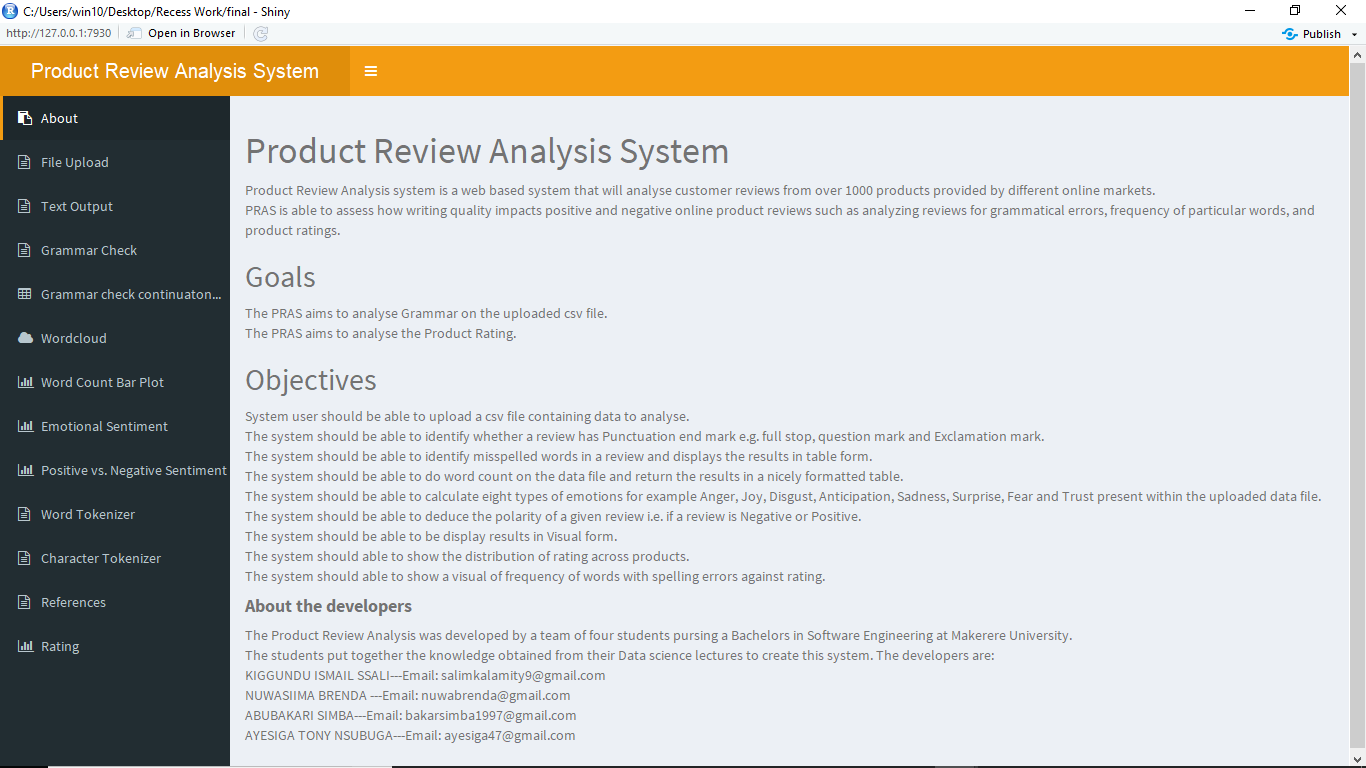 C:/Users/win10/Desktop/Recess Work/final - Shiny
http://127.0.0.1:7930 Open in Browser Publish
Product Review Analysis System
About
File Upload
Text Output
Grammar Check
Grammar check continuaton...
Wordcloud
Word Count Bar Plot
Emotional Sentiment
Positive vs. Negative Sentiment
Word Tokenizer
Character Tokenizer
References
Rating
Product Review Analysis System
Product Review Analysis system is a web based system that will analyse customer reviews from over 1000 products provided by different online markets.
PRAS is able to assess how writing quality impacts positive and negative online product reviews such as analyzing reviews for grammatical errors, frequency of particular words, and
product ratings.
Goals
The PRAS aims to analyse Grammar on the uploaded csv file.
The PRAS aims to analyse the Product Rating.
Objectives
System user should be able to upload a csv file containing data to analyse.
The system should be able to identify whether a review has Punctuation end mark e.g. full stop, question mark and Exclamation mark.
The system should be able to identify misspelled words in a review and displays the results in table form.
The system should be able to do word count on the data file and return the results in a nicely formatted table.
The system should be able to calculate eight types of emotions for example Anger, Joy, Disgust, Anticipation, Sadness, Surprise, Fear and Trust present within the uploaded data file.
The system should be able to deduce the polarity of a given review i.e. if a review is Negative or Positive.
The system should be able to be display results in Visual form.
The system should able to show the distribution of rating across products.
The system should able to show a visual of frequency of words with spelling errors against rating.
About the developers
The Product Review Analysis was developed by a team of four students pursing a Bachelors in Software Engineering at Makerere University.
The students put together the knowledge obtained from their Data science lectures to create this system. The developers are:
KIGGUNDU ISMAIL SSALI---Email: salimkalamity9@gmail.com
NUWASIIMA BRENDA ---Email: nuwabrenda@gmail.com
ABUBAKARI SIMBA---Email: bakarsimba1997@gmail.com
AYESIGA TONY NSUBUGA---Email: ayesiga47@gmail.com